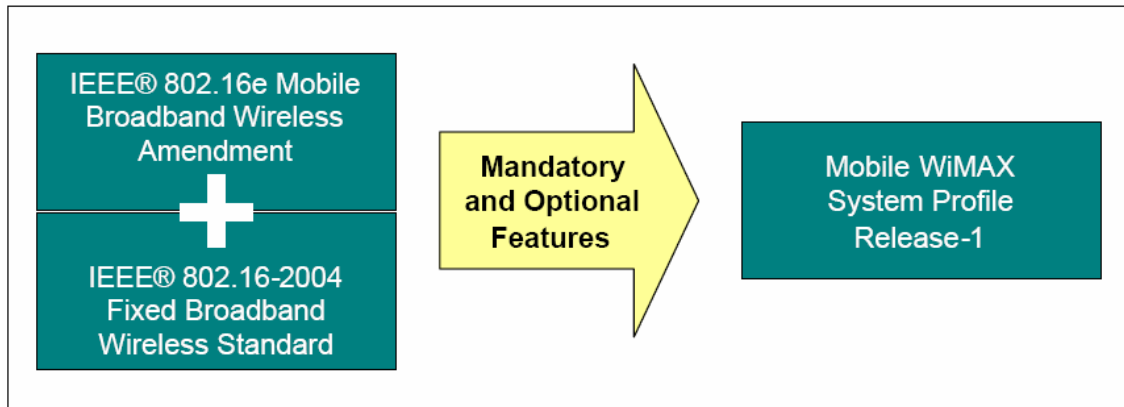 IEEE® 802.16e Mobile
Broadband Wireless
Amendment
IEEE® 802.16-2004
Fixed Broadband
Wireless Standard
Mandatory
and Optional
Features
Mobile WiMAX
System Profile
Release-1